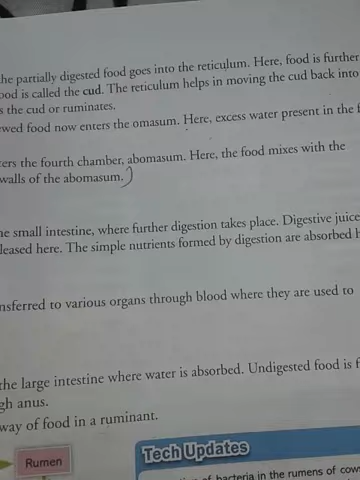 the partially digested food goes into the reticulum. Here, food is further
ood is called the cud. The reticulum helps in moving the cud back into
s the cud or ruminates.
ewed food now enters the omasum. Here, excess water present in the f
ters the fourth chamber, abomasum. Here, the food mixes with the
walls of the abomasum.
he small intestine, where further digestion takes place. Digestive juice
leased here. The simple nutrients formed by digestion are absorbed
nsferred to various organs through blood where they are used to
the large intestine where water is absorbed. Undigested food is f
gh anus.
way of food in a ruminant.
Rumen
Tech Updates
of bacteria in the rumens of cow